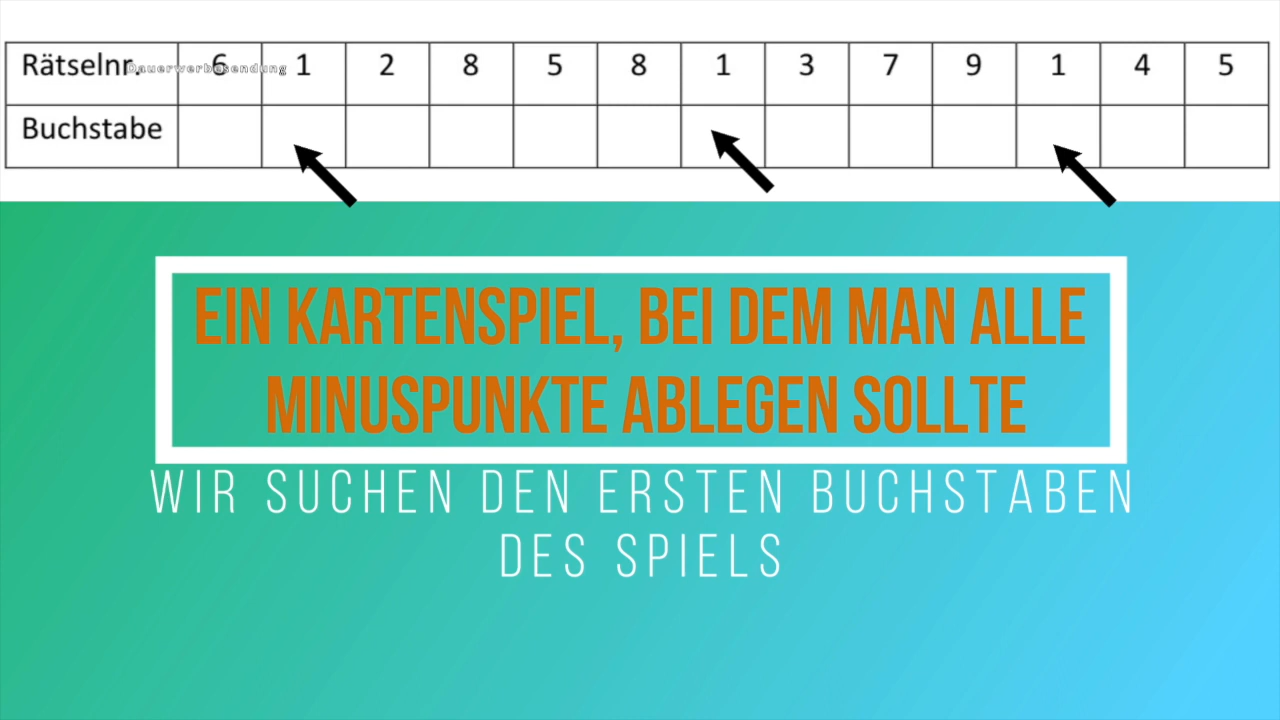 Rätselnr. 6 1 2 8 5 8 1 3 7 9 1 4 5
Dauerwerbesendung
Buchstabe
EIN KARTENSPIEL, BEI DEM MAN ALLE
MINUSPUNKTE ABLEGEN SOLLTE
WIR SUCHEN DEN ERSTEN BUCHSTABEN
DES SPIELS